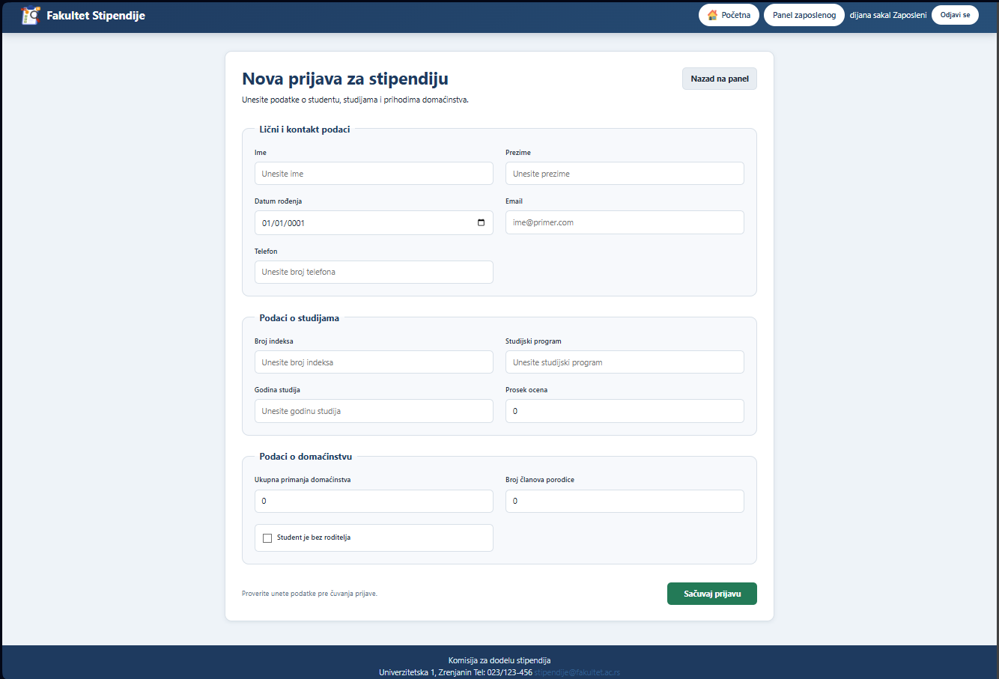 Fakultet Stipendije
Početna
Panel zaposlenog
dijana sakal Zaposleni
Odjavi se
Nova prijava za stipendiju
Nazad na panel
Unesite podatke o studentu, studijama i prihodima domaćinstva.
Lični i kontakt podaci
Ime
Prezime
Unesite ime
Unesite prezime
Datum rođenja
Email
01/01/0001
ime@primer.com
Telefon
Unesite broj telefona
Podaci o studijama
Broj indeksa
Studijski program
Unesite broj indeksa
Unesite studijski program
Godina studija
Prosek ocena
Unesite godinu studija
0
Podaci o domaćinstvu
Ukupna primanja domaćinstva
Broj članova porodice
0
0
Student je bez roditelja
Proverite unete podatke pre čuvanja prijave.
Sačuvaj prijavu
Komisija za dodelu stipendija
Univerzitetska 1, Zrenjanin Tel: 023/123-456 stipendije@fakultet.ac.rs